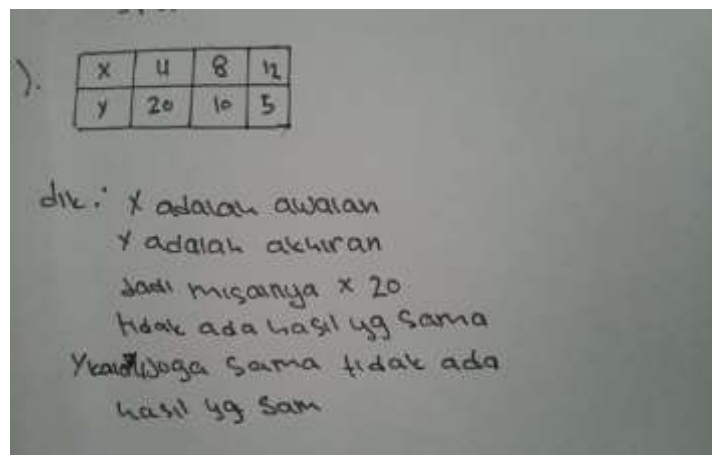 ).
x 4 8 12
y 20 10 5
dik : x adalah awalan
y adalah akhiran
Jadi misalnya x 20
tidak ada hasil yg sama
juga sama tidak ada
hasil yg sam